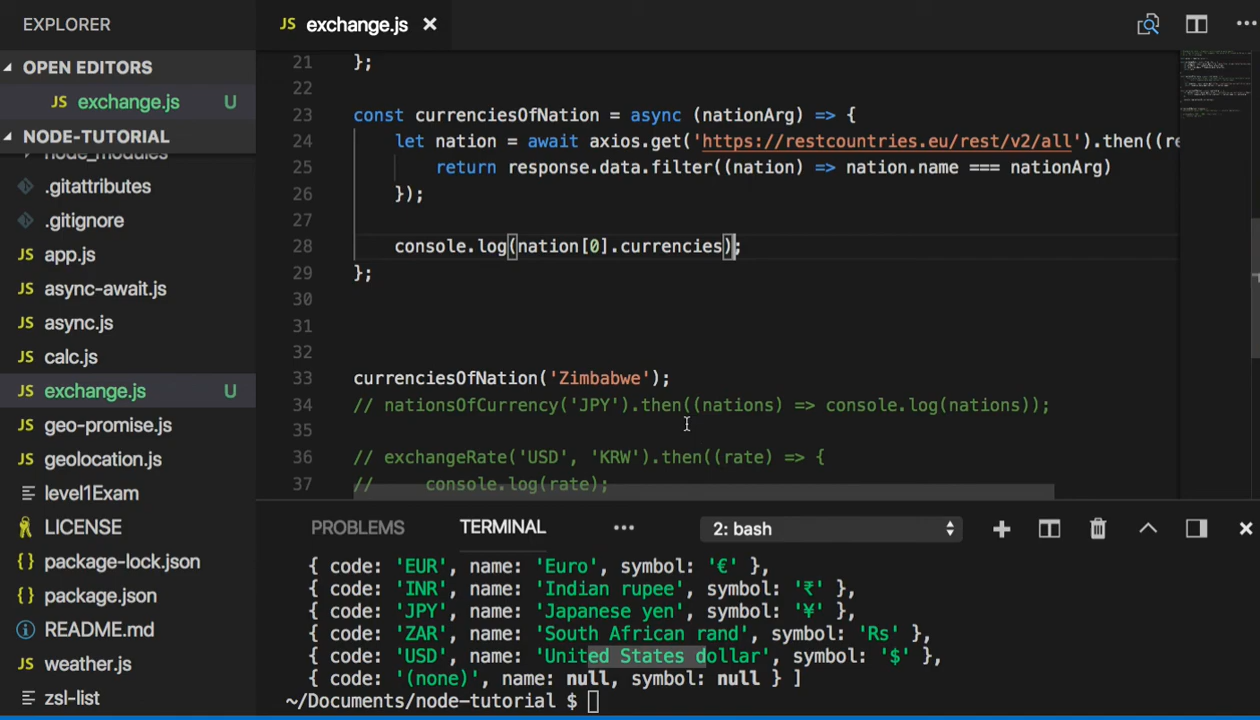 EXPLORER
OPEN EDITORS
JS exchange.js U
NODE-TUTORIAL
node_modules
.gitattributes
.gitignore
JS app.js
JS async-await.js
JS async.js
JS calc.js
JS exchange.js U
JS geo-promise.js
JS geolocation.js
level1Exam
LICENSE
{} package-lock.json
{} package.json
README.md
JS weather.js
zsl-list
JS exchange.js ×
21 };
22
23 const currenciesOfNation = async (nationArg) => {
24 let nation = await axios.get('https://restcountries.eu/rest/v2/all').then((re
25 return response.data.filter((nation) => nation.name === nationArg)
26 });
27
28 console.log(nation[0].currencies);
29 };
30
31
32
33 currenciesOfNation('Zimbabwe');
34 // nationsOfCurrency('JPY').then((nations) => console.log(nations));
35
36 // exchangeRate('USD', 'KRW').then((rate) => {
37 // console.log(rate);
PROBLEMS TERMINAL ••• 2: bash
{ code: 'EUR', name: 'Euro', symbol: '€' },
{ code: 'INR', name: 'Indian rupee', symbol: '₹' },
{ code: 'JPY', name: 'Japanese yen', symbol: '¥' },
{ code: 'ZAR', name: 'South African rand', symbol: 'Rs' },
{ code: 'USD', name: 'United States dollar', symbol: '$' },
{ code: '(none)', name: null, symbol: null } ]
~/Documents/node-tutorial $